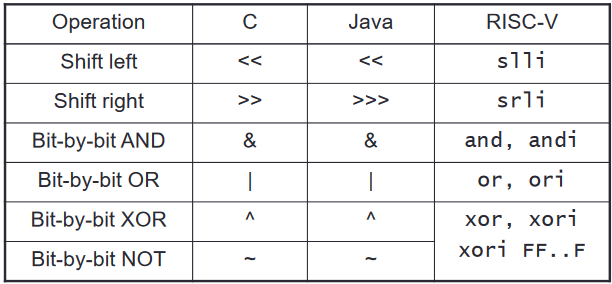 Operation C Java RISC-V
Shift left << << slli
Shift right >> >>> srli
Bit-by-bit AND & & and, andi
Bit-by-bit OR | | or, ori
Bit-by-bit XOR ^ ^ xor, xori
xori FF..F
Bit-by-bit NOT ~ ~